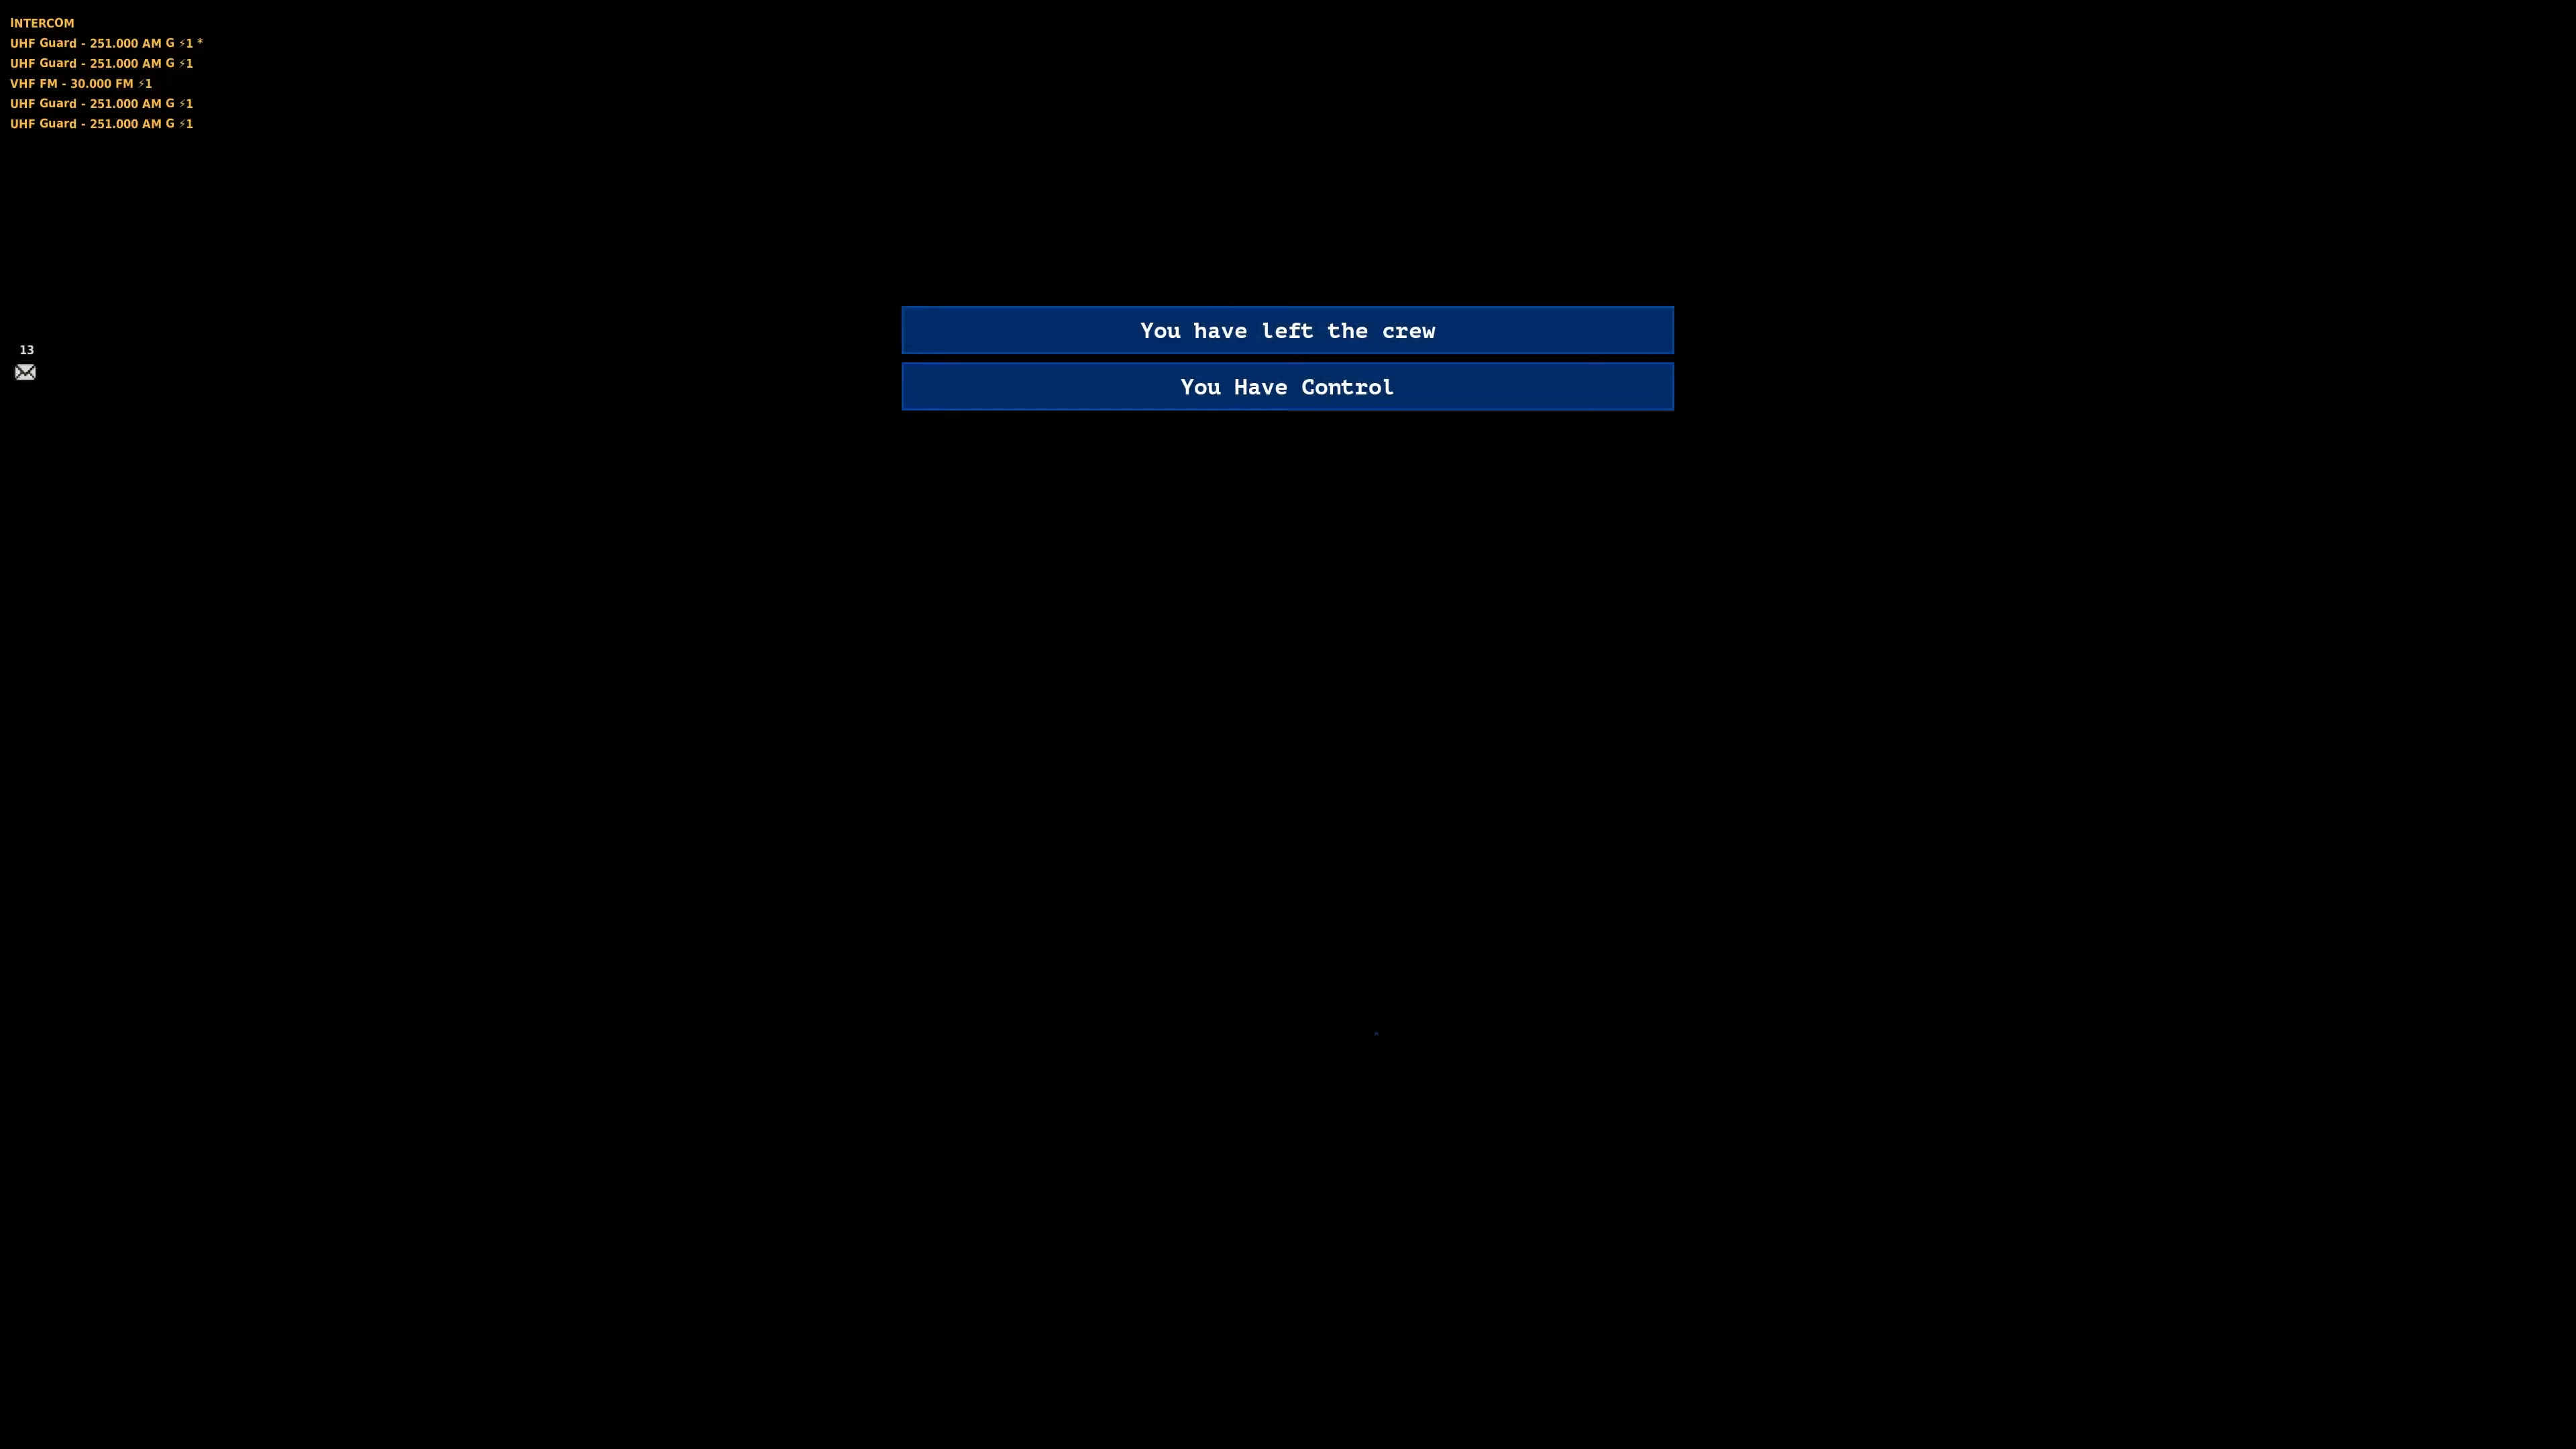 INTERCOM
UHF Guard - 251.000 AM G ⚡1 *
UHF Guard - 251.000 AM G ⚡1
VHF FM - 30.000 FM ⚡1
UHF Guard - 251.000 AM G ⚡1
UHF Guard - 251.000 AM G ⚡1
You have left the crew
13
You Have Control